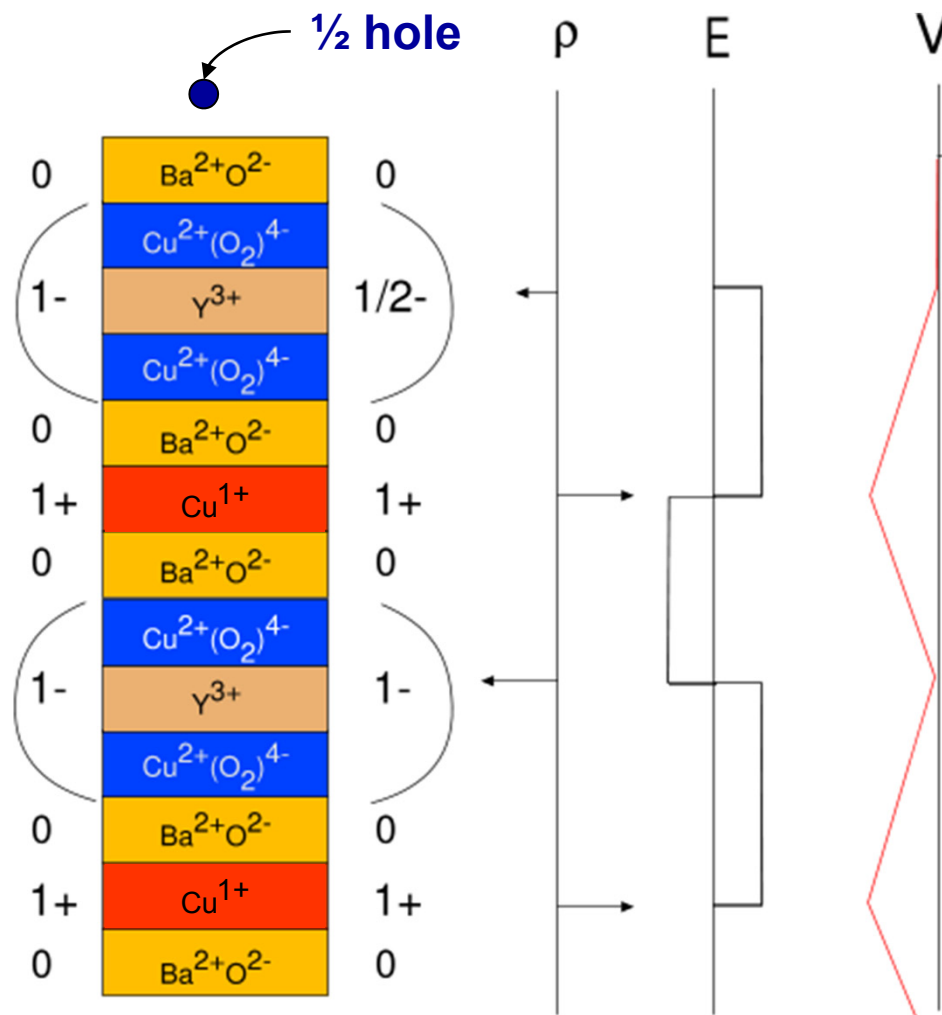 ½ hole ρ E V
0 Ba²⁺O²⁻ 0
Cu²⁺(O₂)⁴⁻
1- Y³⁺ 1/2-
Cu²⁺(O₂)⁴⁻
0 Ba²⁺O²⁻ 0
1+ Cu¹⁺ 1+
0 Ba²⁺O²⁻ 0
Cu²⁺(O₂)⁴⁻
1- Y³⁺ 1-
Cu²⁺(O₂)⁴⁻
0 Ba²⁺O²⁻ 0
1+ Cu¹⁺ 1+
0 Ba²⁺O²⁻ 0